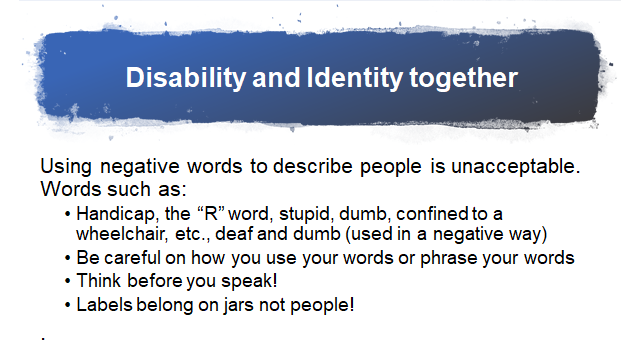 Disability and Identity together
Using negative words to describe people is unacceptable.
Words such as:
• Handicap, the “R” word, stupid, dumb, confined to a
wheelchair, etc., deaf and dumb (used in a negative way)
• Be careful on how you use your words or phrase your words
• Think before you speak!
• Labels belong on jars not people!
.